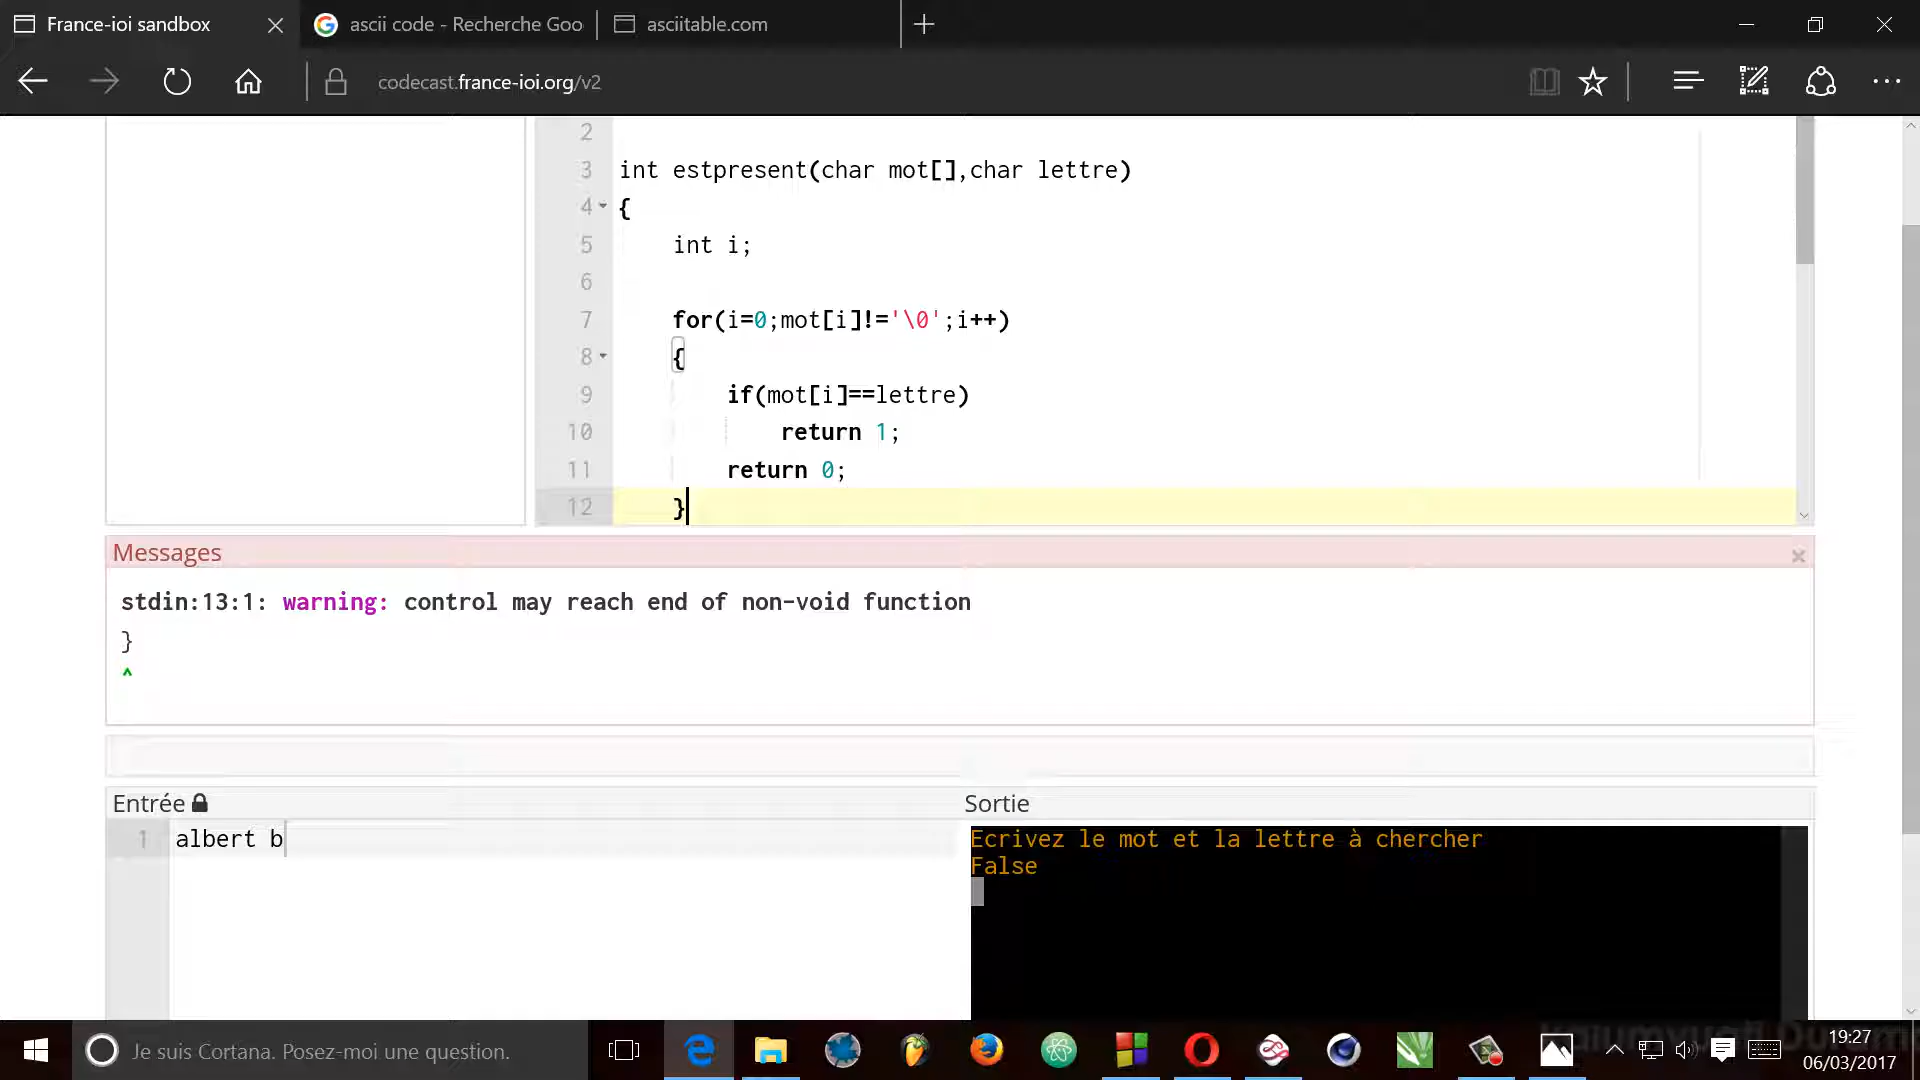 France-ioi sandbox
ascii code - Recherche Goo
asciitable.com
codecast.france-ioi.org/v2
2
3 int estpresent(char mot[],char lettre)
4 {
5 int i;
6
7 for(i=0;mot[i]!='\0';i++)
8 {
9 if(mot[i]==lettre)
10 return 1;
11 return 0;
12 }
Messages
stdin:13:1: warning: control may reach end of non-void function
}
^
Entrée
Sortie
1 albert b
Ecrivez le mot et la lettre à chercher
False
Je suis Cortana. Posez-moi une question.
19:27
06/03/2017